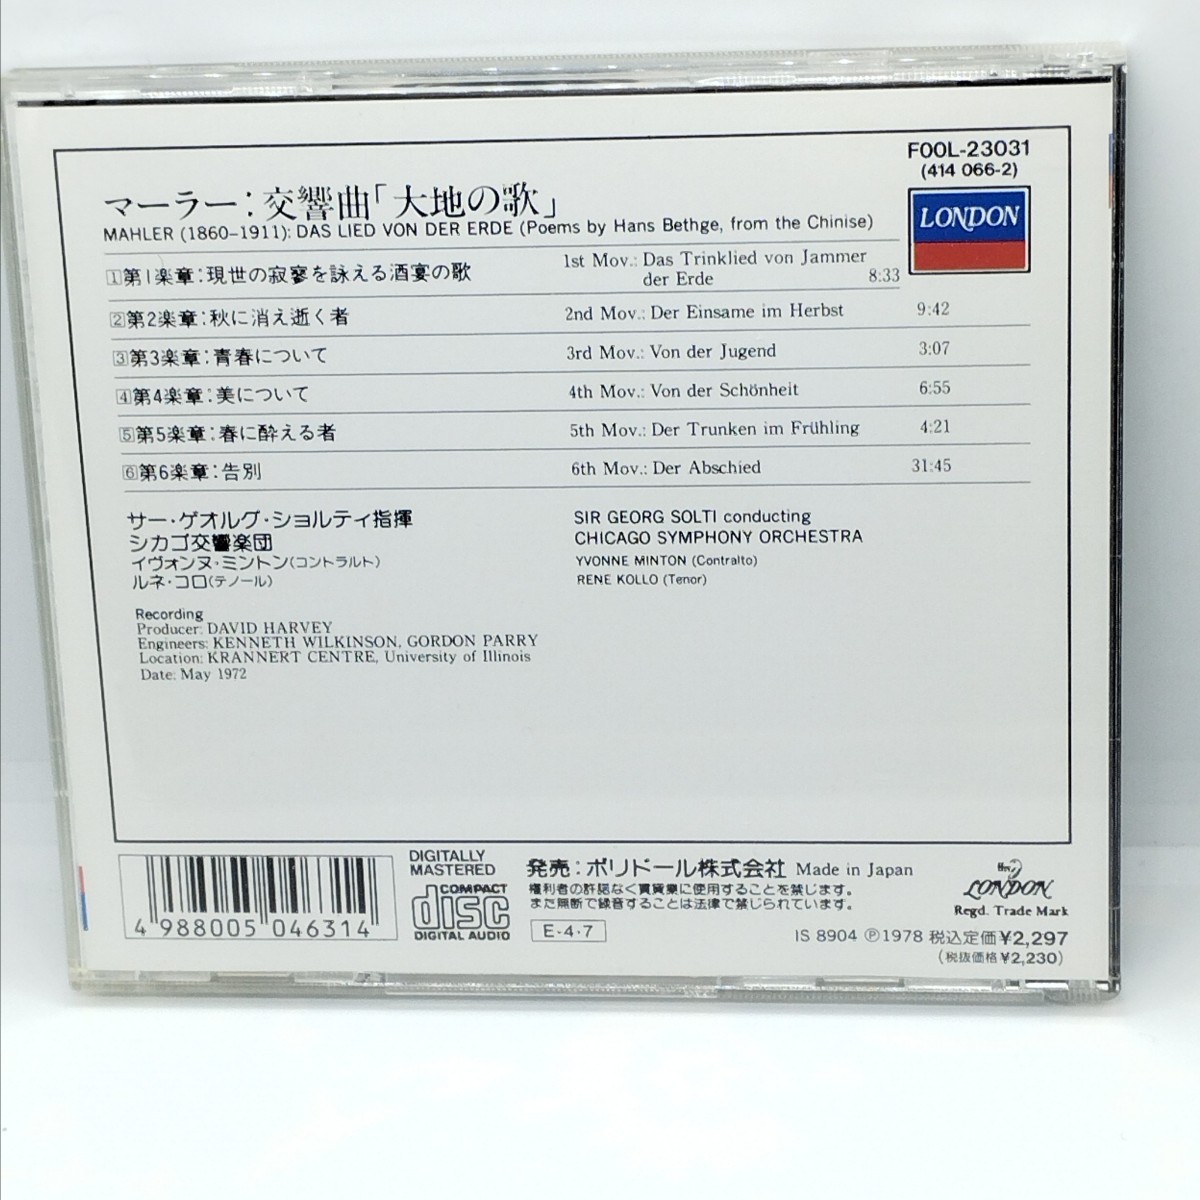 FOOL-23031
(414 066-2)
LONDON
マーラー：交響曲「大地の歌」
MAHLER (1860-1911): DAS LIED VON DER ERDE (Poems by Hans Bethge, from the Chinise)
1 第1楽章：現世の寂寥を詠える酒宴の歌 1st Mov.: Das Trinklied von Jammer
der Erde 8:33
2 第2楽章：秋に消え逝く者 2nd Mov.: Der Einsame im Herbst 9:42
3 第3楽章：青春について 3rd Mov.: Von der Jugend 3:07
4 第4楽章：美について 4th Mov.: Von der Schönheit 6:55
5 第5楽章：春に酔える者 5th Mov.: Der Trunken im Frühling 4:21
6 第6楽章：告別 6th Mov.: Der Abschied 31:45
サー・ゲオルグ・ショルティ指揮
シカゴ交響楽団
イヴォンヌ・ミントン（コントラルト）
ルネ・コロ（テノール）
SIR GEORG SOLTI conducting
CHICAGO SYMPHONY ORCHESTRA
YVONNE MINTON (Contralto)
RENE KOLLO (Tenor)
Recording
Producer: DAVID HARVEY
Engineers: KENNETH WILKINSON, GORDON PARRY
Location: KRANNERT CENTRE, University of Illinois
Date: May 1972
4 988005 046314
DIGITALLY
MASTERED
COMPACT
disc
DIGITAL AUDIO
発売：ポリドール株式会社 Made in Japan
権利者の許諾なく賃貸業に使用することを禁じます。
また無断で録音することは法律で禁じられています。
E-4-7
LONDON
Regd. Trade Mark
IS 8904 Ⓟ1978 税込定価¥2,297
(税抜価格¥2,230)